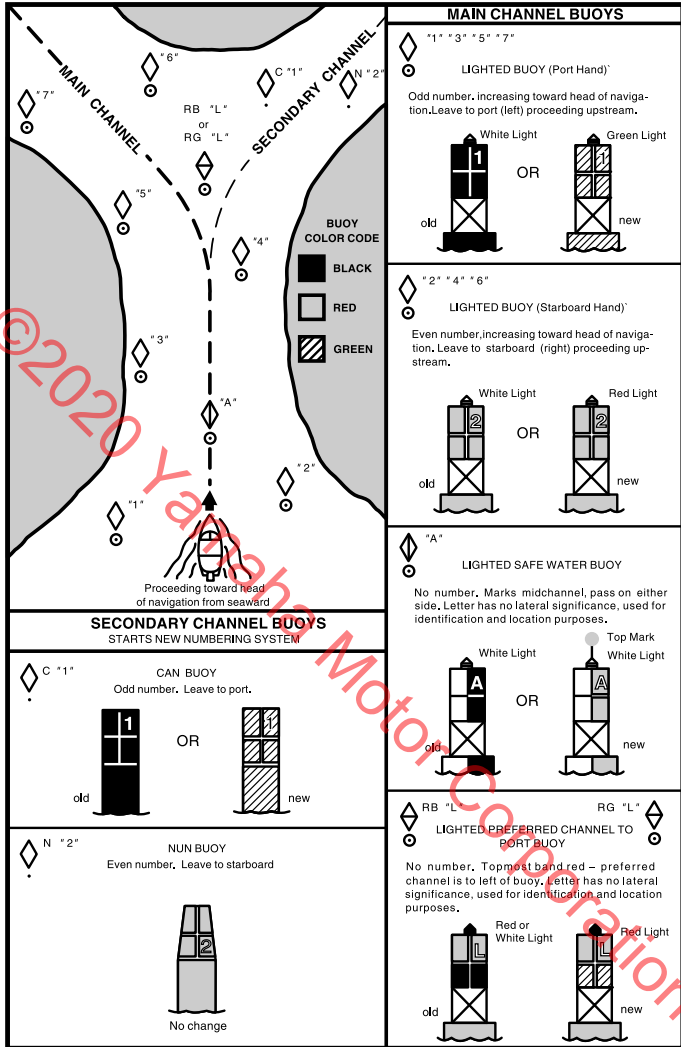 "6"
C "1"
N "2"
"7"
MAIN CHANNEL
SECONDARY CHANNEL
RB "L"
or
RG "L"
"5"
"4"
BUOY
COLOR CODE
BLACK
RED
GREEN
"3"
"A"
"2"
"1"
Proceeding toward head
of navigation from seaward
SECONDARY CHANNEL BUOYS
STARTS NEW NUMBERING SYSTEM
C "1"
CAN BUOY
Odd number. Leave to port.
1
OR
1
old
new
N "2"
NUN BUOY
Even number. Leave to starboard
2
No change
MAIN CHANNEL BUOYS
"1" "3" "5" "7"
LIGHTED BUOY (Port Hand)`
Odd number. increasing toward head of naviga-
tion.Leave to port (left) proceeding upstream.
White Light
Green Light
1
OR
1
old
new
"2" "4" "6"
LIGHTED BUOY (Starboard Hand)`
Even number,increasing toward head of naviga-
tion. Leave to starboard (right) proceeding up-
stream.
White Light
Red Light
2
OR
2
old
new
"A"
LIGHTED SAFE WATER BUOY
No number. Marks midchannel, pass on either
side. Letter has no lateral significance, used for
identification and location purposes.
Top Mark
White Light
White Light
A
OR
A
old
new
RB "L"
RG "L"
LIGHTED PREFERRED CHANNEL TO
PORT BUOY
No number. Topmost band red – preferred
channel is to left of buoy. Letter has no lateral
significance, used for identification and location
purposes.
Red or
White Light
Red Light
L
L
old
new
©2020 Yamaha Motor Corporation